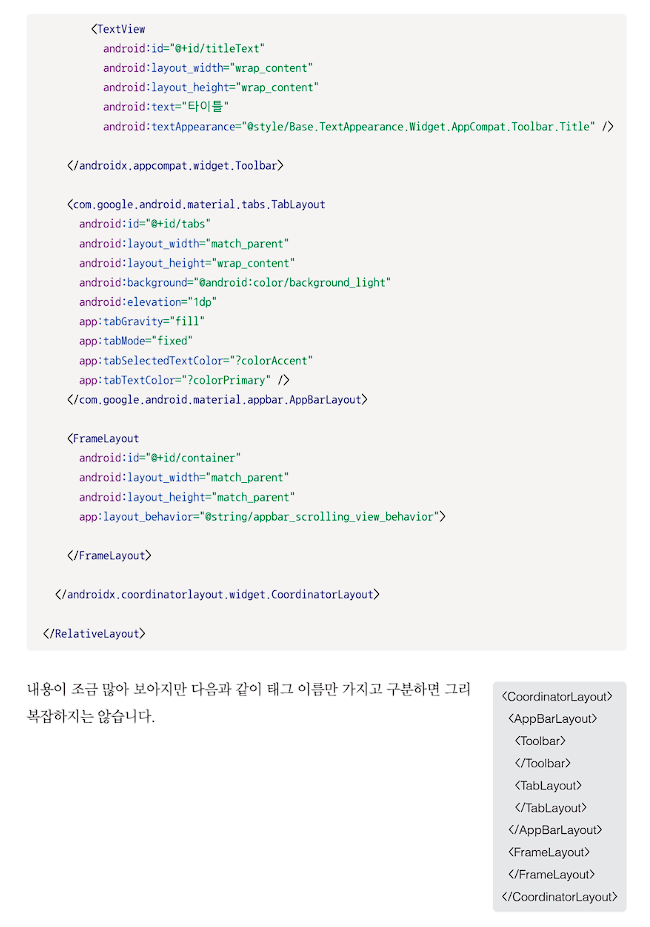 <TextView
android:id="@+id/titleText"
android:layout_width="wrap_content"
android:layout_height="wrap_content"
android:text="타이틀"
android:textAppearance="@style/Base.TextAppearance.Widget.AppCompat.Toolbar.Title" />
</androidx.appcompat.widget.Toolbar>
<com.google.android.material.tabs.TabLayout
android:id="@+id/tabs"
android:layout_width="match_parent"
android:layout_height="wrap_content"
android:background="@android:color/background_light"
android:elevation="1dp"
app:tabGravity="fill"
app:tabMode="fixed"
app:tabSelectedTextColor="?colorAccent"
app:tabTextColor="?colorPrimary" />
</com.google.android.material.appbar.AppBarLayout>
<FrameLayout
android:id="@+id/container"
android:layout_width="match_parent"
android:layout_height="match_parent"
app:layout_behavior="@string/appbar_scrolling_view_behavior">
</FrameLayout>
</androidx.coordinatorlayout.widget.CoordinatorLayout>
</RelativeLayout>
내용이 조금 많아 보아지만 다음과 같이 태그 이름만 가지고 구분하면 그리
복잡하지는 않습니다.
<CoordinatorLayout>
<AppBarLayout>
<Toolbar>
</Toolbar>
<TabLayout>
</TabLayout>
</AppBarLayout>
<FrameLayout>
</FrameLayout>
</CoordinatorLayout>